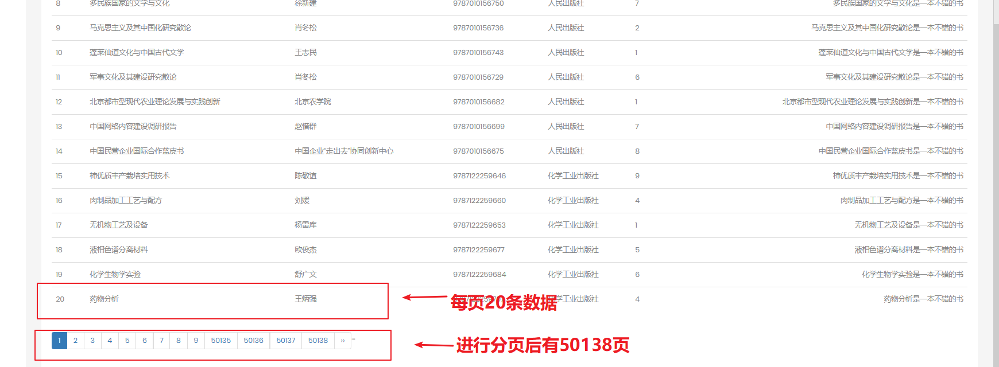 8 多民族国家的文学与文化 徐新建 9787010156750 人民出版社 7 多民族国家的文学与文化是一本不错的书
9 马克思主义及其中国化研究散论 肖冬松 9787010156736 人民出版社 2 马克思主义及其中国化研究散论是一本不错的书
10 蓬莱仙道文化与中国古代文学 王志民 9787010156743 人民出版社 1 蓬莱仙道文化与中国古代文学是一本不错的书
11 军事文化及其建设研究散论 肖冬松 9787010156729 人民出版社 6 军事文化及其建设研究散论是一本不错的书
12 北京都市型现代农业理论发展与实践创新 北京农学院 9787010156682 人民出版社 1 北京都市型现代农业理论发展与实践创新是一本不错的书
13 中国网络内容建设调研报告 赵惜群 9787010156699 人民出版社 7 中国网络内容建设调研报告是一本不错的书
14 中国民营企业国际合作蓝皮书 中国企业“走出去”协同创新中心 9787010156675 人民出版社 8 中国民营企业国际合作蓝皮书是一本不错的书
15 柿优质丰产栽培实用技术 陈敬谊 9787122259646 化学工业出版社 9 柿优质丰产栽培实用技术是一本不错的书
16 肉制品加工工艺与配方 刘媛 9787122259660 化学工业出版社 4 肉制品加工工艺与配方是一本不错的书
17 无机物工艺及设备 杨雷库 9787122259653 化学工业出版社 1 无机物工艺及设备是一本不错的书
18 液相色谱分离材料 欧俊杰 9787122259677 化学工业出版社 5 液相色谱分离材料是一本不错的书
19 化学生物学实验 舒广文 9787122259684 化学工业出版社 6 化学生物学实验是一本不错的书
20 药物分析 王炳强 学工业出版社 4 药物分析是一本不错的书
每页20条数据
1 2 3 4 5 6 7 8 9 50135 50136 50137 50138 ›› ...
进行分页后有50138页